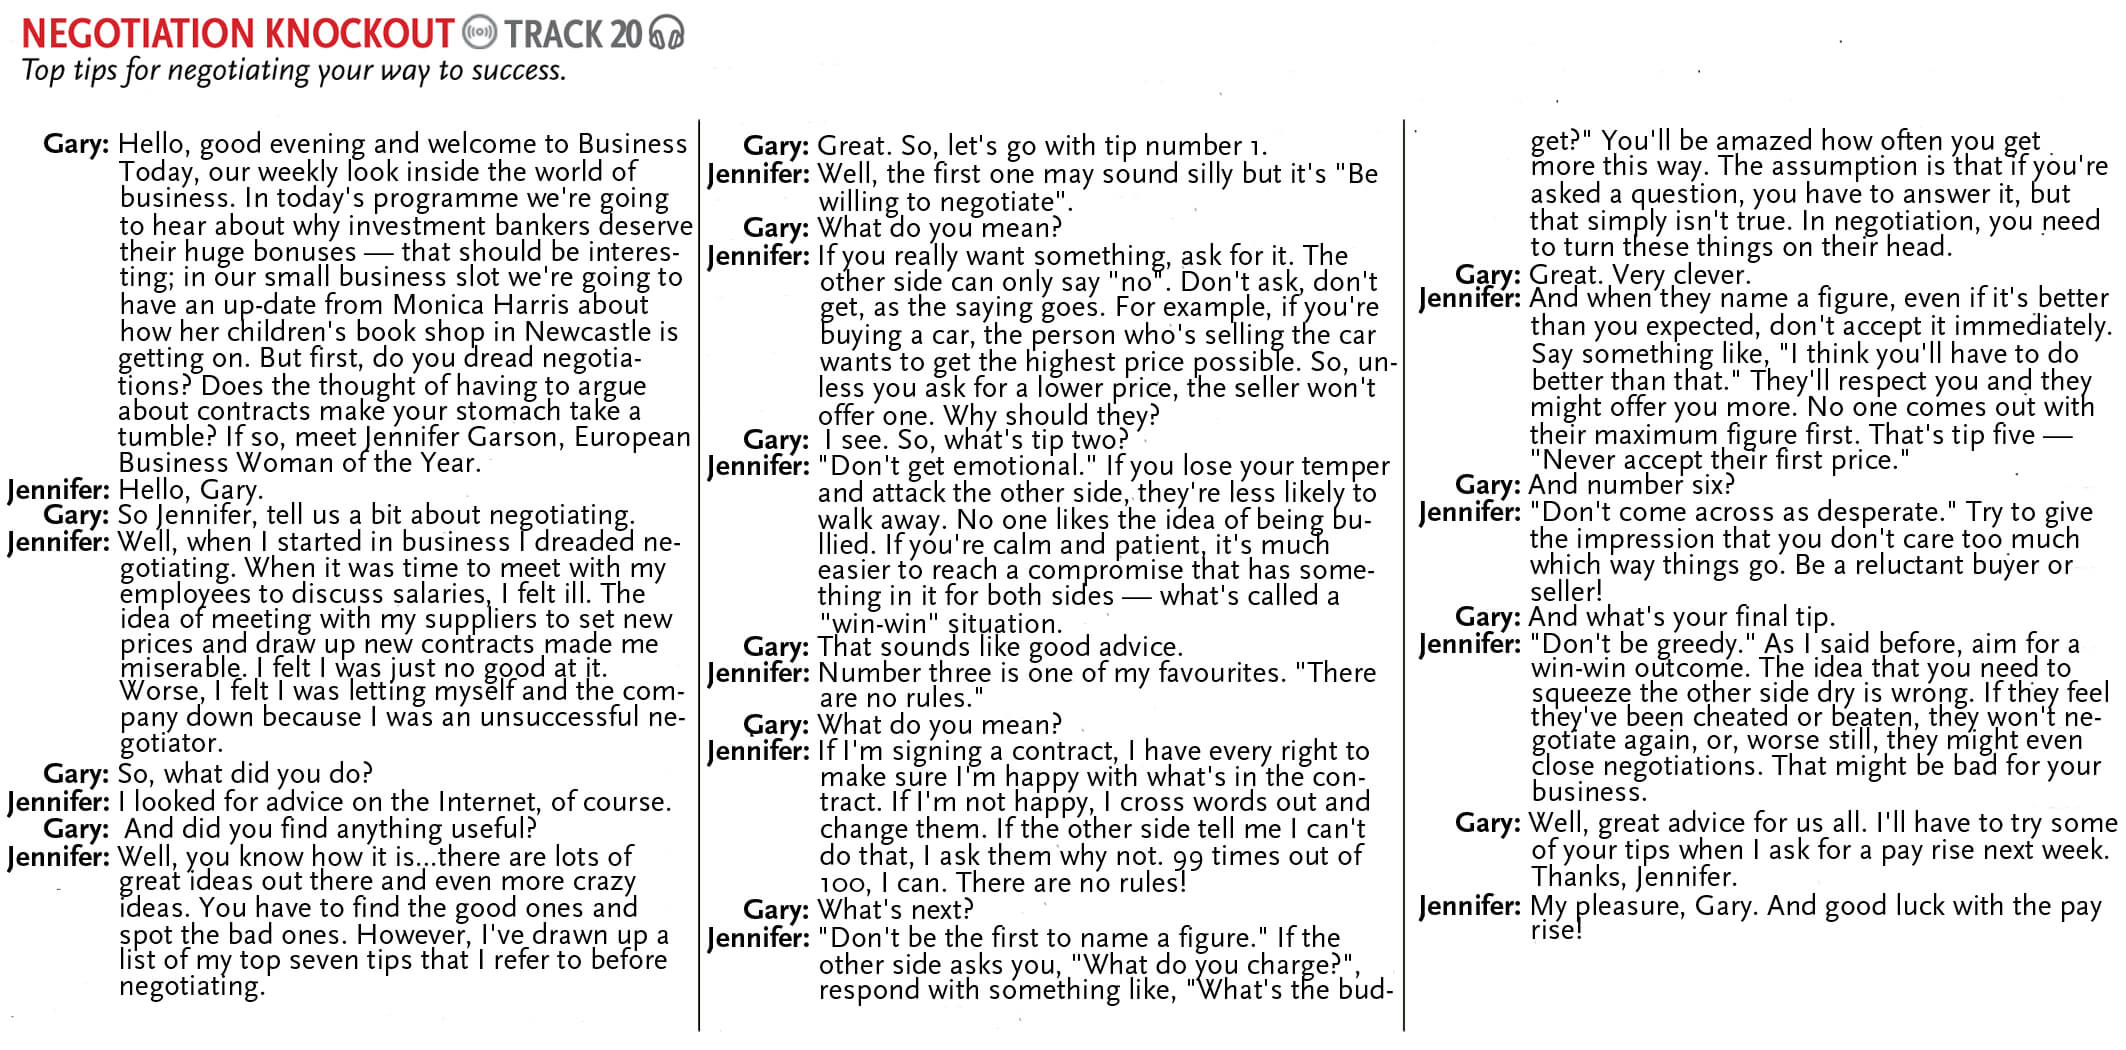 NEGOTIATION KNOCKOUT TRACK 20
Top tips for negotiating your way to success.
Gary: Hello, good evening and welcome to Business
Today, our weekly look inside the world of
business. In today's programme we're going
to hear about why investment bankers deserve
their huge bonuses — that should be interes-
ting; in our small business slot we're going to
have an up-date from Monica Harris about
how her children's book shop in Newcastle is
getting on. But first, do you dread negotia-
tions? Does the thought of having to argue
about contracts make your stomach take a
tumble? If so, meet Jennifer Garson, European
Business Woman of the Year.
Jennifer: Hello, Gary.
Gary: So Jennifer, tell us a bit about negotiating.
Jennifer: Well, when I started in business I dreaded ne-
gotiating. When it was time to meet with my
employees to discuss salaries, I felt ill. The
idea of meeting with my suppliers to set new
prices and draw up new contracts made me
miserable. I felt I was just no good at it.
Worse, I felt I was letting myself and the com-
pany down because I was an unsuccessful ne-
gotiator.
Gary: So, what did you do?
Jennifer: I looked for advice on the Internet, of course.
Gary: And did you find anything useful?
Jennifer: Well, you know how it is...there are lots of
great ideas out there and even more crazy
ideas. You have to find the good ones and
spot the bad ones. However, I've drawn up a
list of my top seven tips that I refer to before
negotiating.
Gary: Great. So, let's go with tip number 1.
Jennifer: Well, the first one may sound silly but it's "Be
willing to negotiate".
Gary: What do you mean?
Jennifer: If you really want something, ask for it. The
other side can only say "no". Don't ask, don't
get, as the saying goes. For example, if you're
buying a car, the person who's selling the car
wants to get the highest price possible. So, un-
less you ask for a lower price, the seller won't
offer one. Why should they?
Gary: I see. So, what's tip two?
Jennifer: "Don't get emotional." If you lose your temper
and attack the other side, they're less likely to
walk away. No one likes the idea of being bu-
llied. If you're calm and patient, it's much
easier to reach a compromise that has some-
thing in it for both sides — what's called a
"win-win" situation.
Gary: That sounds like good advice.
Jennifer: Number three is one of my favourites. "There
are no rules."
Gary: What do you mean?
Jennifer: If I'm signing a contract, I have every right to
make sure I'm happy with what's in the con-
tract. If I'm not happy, I cross words out and
change them. If the other side tell me I can't
do that, I ask them why not. 99 times out of
100, I can. There are no rules!
Gary: What's next?
Jennifer: "Don't be the first to name a figure." If the
other side asks you, "What do you charge?",
respond with something like, "What's the bud-
get?" You'll be amazed how often you get
more this way. The assumption is that if you're
asked a question, you have to answer it, but
that simply isn't true. In negotiation, you need
to turn these things on their head.
Gary: Great. Very clever.
Jennifer: And when they name a figure, even if it's better
than you expected, don't accept it immediately.
Say something like, "I think you'll have to do
better than that." They'll respect you and they
might offer you more. No one comes out with
their maximum figure first. That's tip five —
"Never accept their first price."
Gary: And number six?
Jennifer: "Don't come across as desperate." Try to give
the impression that you don't care too much
which way things go. Be a reluctant buyer or
seller!
Gary: And what's your final tip.
Jennifer: "Don't be greedy." As I said before, aim for a
win-win outcome. The idea that you need to
squeeze the other side dry is wrong. If they feel
they've been cheated or beaten, they won't ne-
gotiate again, or, worse still, they might even
close negotiations. That might be bad for your
business.
Gary: Well, great advice for us all. I'll have to try some
of your tips when I ask for a pay rise next week.
Thanks, Jennifer.
Jennifer: My pleasure, Gary. And good luck with the pay
rise!